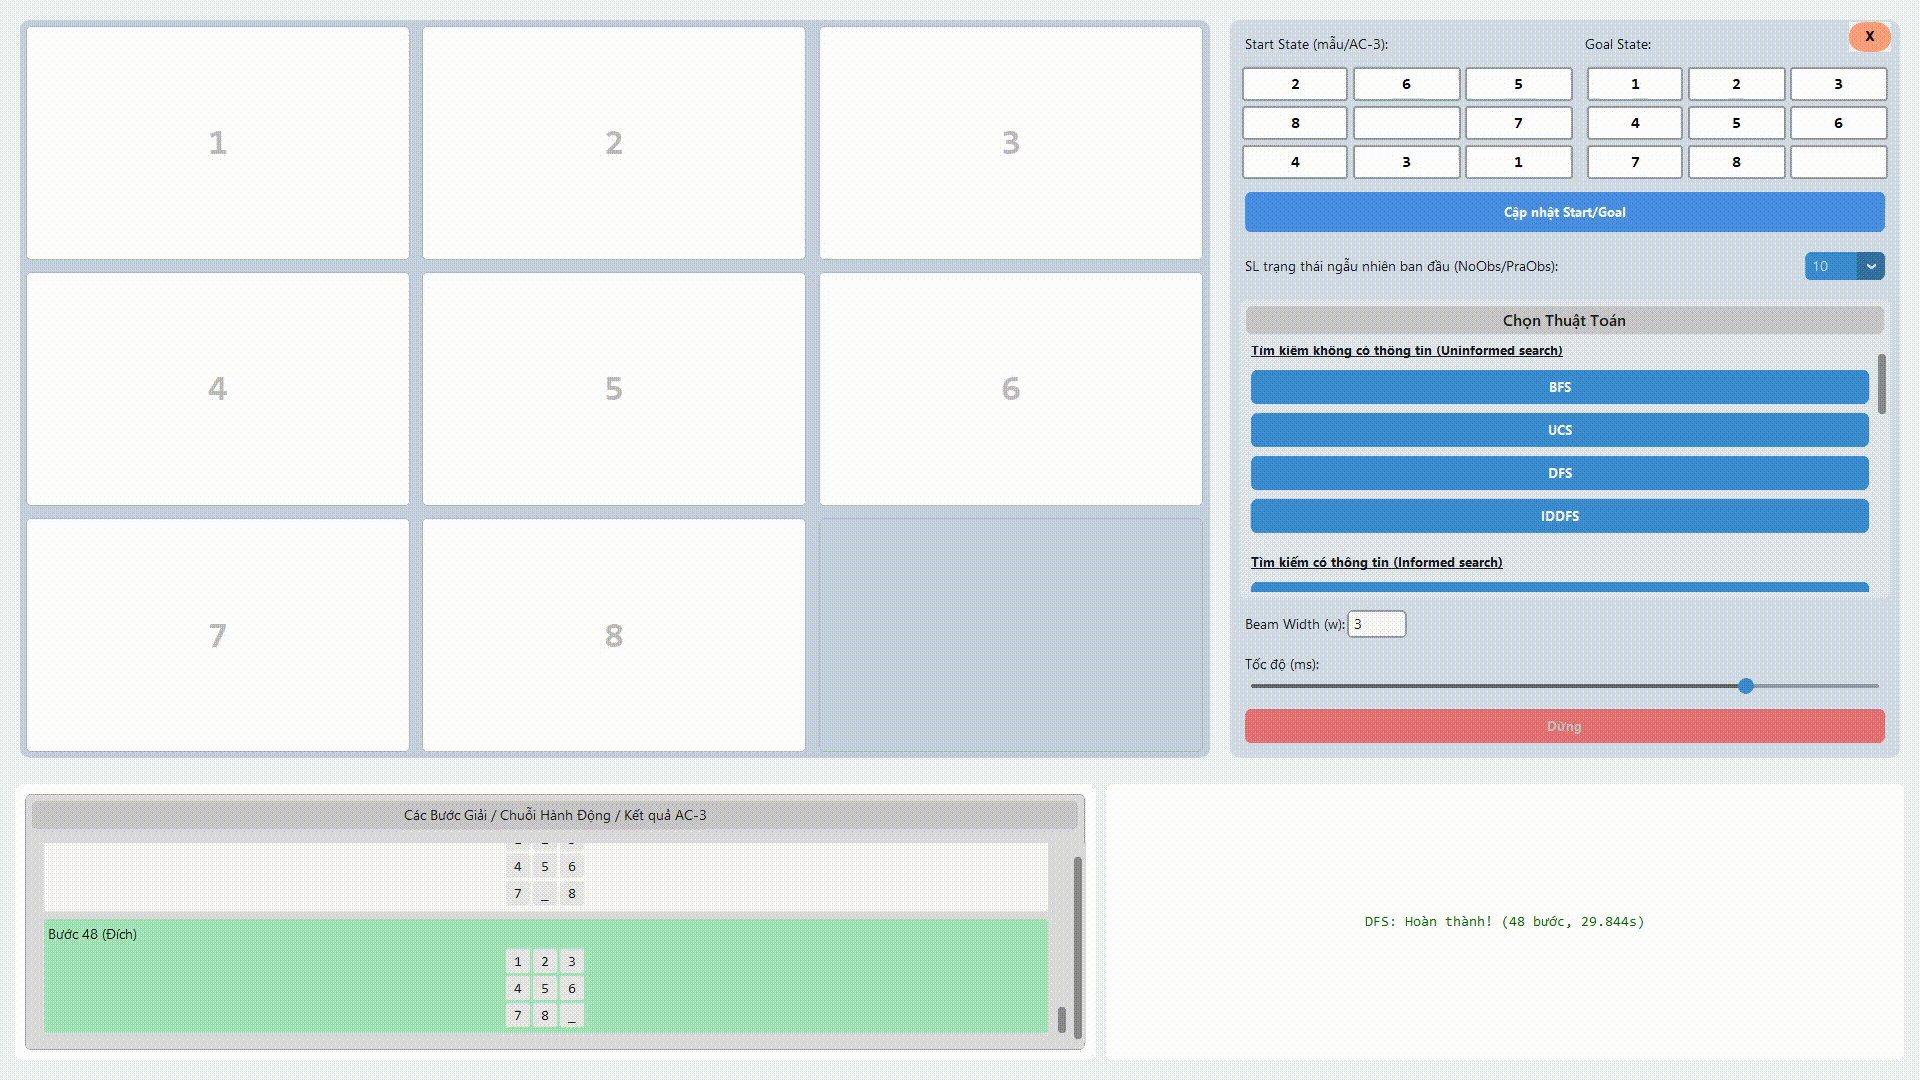 1 2 3
4 5 6
7 8
Start State (mẫu/AC-3):
Goal State:
X
2 6 5
8 7
4 3 1
1 2 3
4 5 6
7 8
Cập nhật Start/Goal
SL trạng thái ngẫu nhiên ban đầu (NoObs/PraObs):
10
Chọn Thuật Toán
Tìm kiếm không có thông tin (Uninformed search)
BFS
UCS
DFS
IDDFS
Tìm kiếm có thông tin (Informed search)
Beam Width (w): 3
Tốc độ (ms):
Dừng
Các Bước Giải / Chuỗi Hành Động / Kết quả AC-3
4 5 6
7 _ 8
Bước 48 (Đích)
1 2 3
4 5 6
7 8 _
DFS: Hoàn thành! (48 bước, 29.844s)